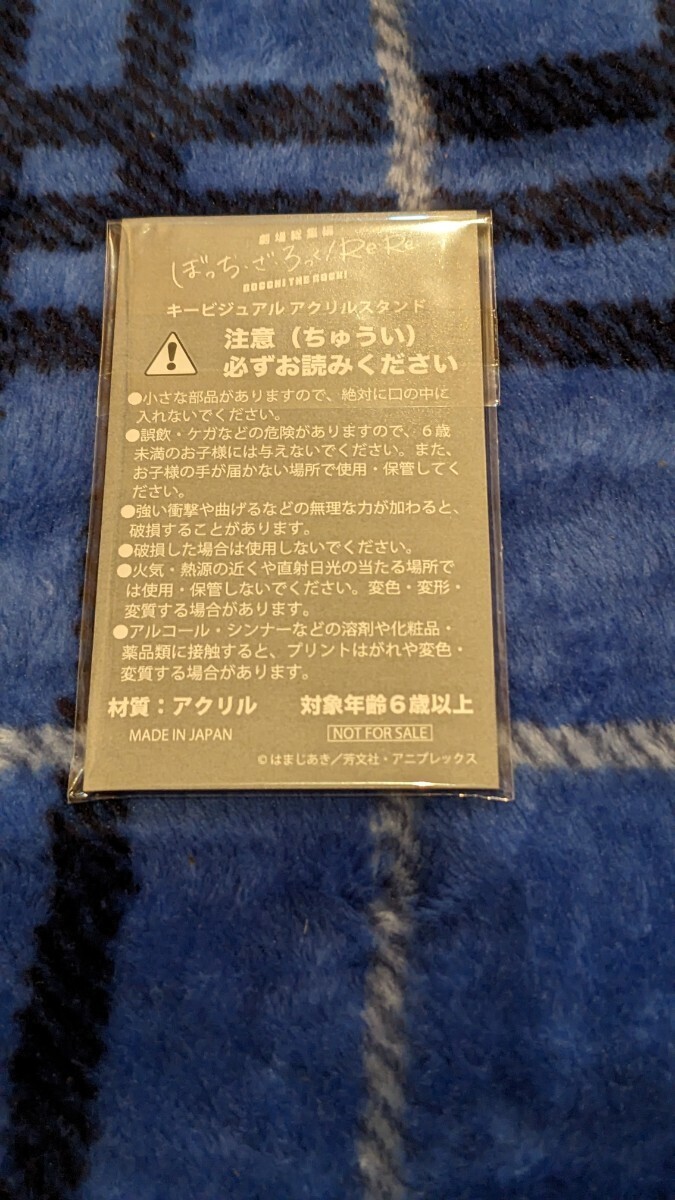 劇場総集編
ぼっち・ざ・ろっく！Re:Re:
BOCCHI THE ROCK!
キービジュアル アクリルスタンド
注意（ちゅうい）
必ずお読みください
●小さな部品がありますので、絶対に口の中に
入れないでください。
●誤飲・ケガなどの危険がありますので、６歳
未満のお子様には与えないでください。また、
お子様の手が届かない場所で使用・保管してく
ださい。
●強い衝撃や曲げるなどの無理な力が加わると、
破損することがあります。
●破損した場合は使用しないでください。
●火気・熱源の近くや直射日光の当たる場所で
は使用・保管しないでください。変色・変形・
変質する場合があります。
●アルコール・シンナーなどの溶剤や化粧品・
薬品類に接触すると、プリントはがれや変色・
変質する場合があります。
材質：アクリル 対象年齢６歳以上
MADE IN JAPAN NOT FOR SALE
©はまじあき／芳文社・アニプレックス